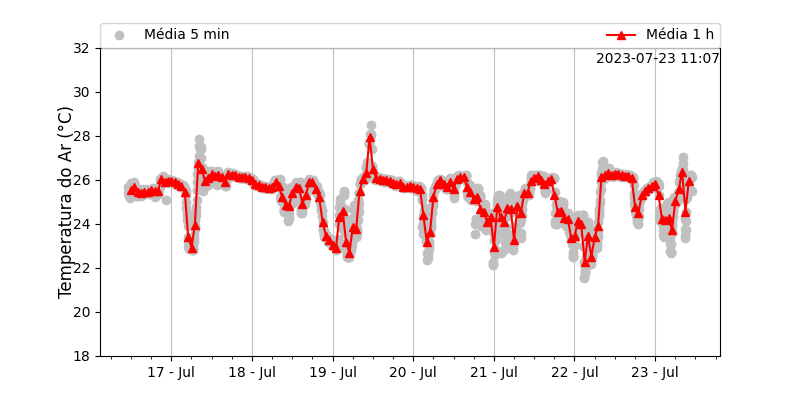 Média 5 min
Média 1 h
2023-07-23 11:07
Temperatura do Ar (°C)
32
30
28
26
24
22
20
18
17 - Jul
18 - Jul
19 - Jul
20 - Jul
21 - Jul
22 - Jul
23 - Jul